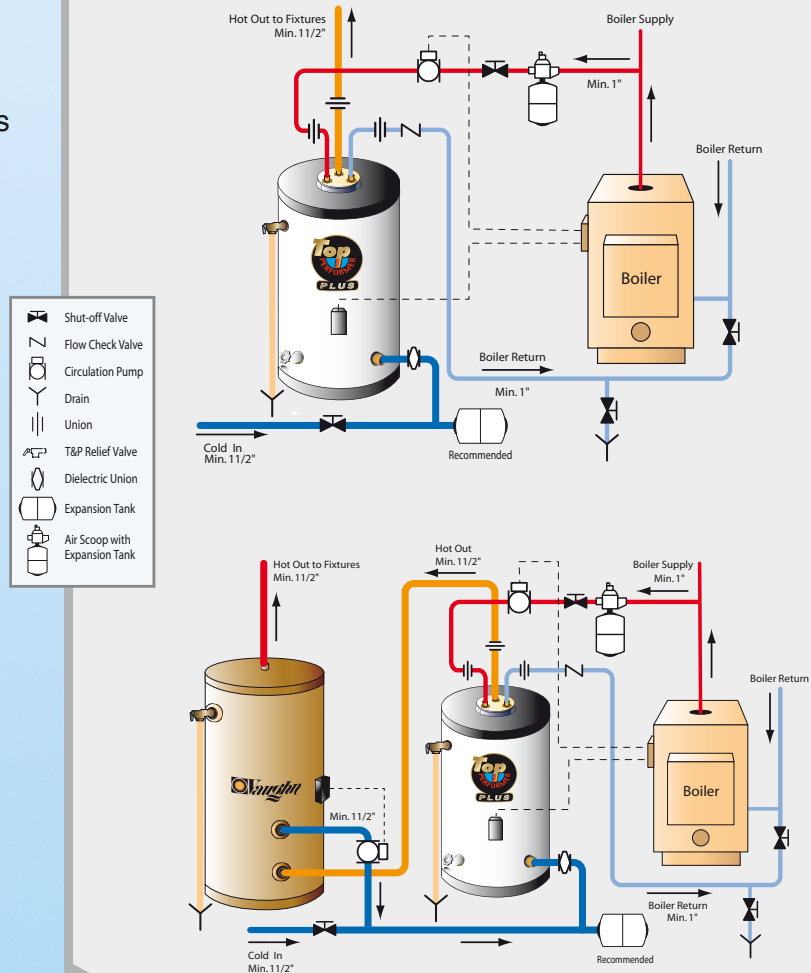 s
Hot Out to Fixtures
Min. 11/2"
Boiler Supply
Min. 1"
Boiler Return
Top
1
PERFORMER
PLUS
Boiler
Boiler Return
Min. 1"
Cold In
Min. 11/2"
Recommended
Shut-off Valve
Flow Check Valve
Circulation Pump
Drain
Union
T&P Relief Valve
Dielectric Union
Expansion Tank
Air Scoop with
Expansion Tank
Hot Out to Fixtures
Min. 11/2"
Hot Out
Min. 11/2"
Boiler Supply
Min. 1"
Boiler Return
Vaughn
Min. 11/2"
Top
1
PERFORMER
PLUS
Boiler
Boiler Return
Min. 1"
Cold In
Min. 11/2"
Recommended